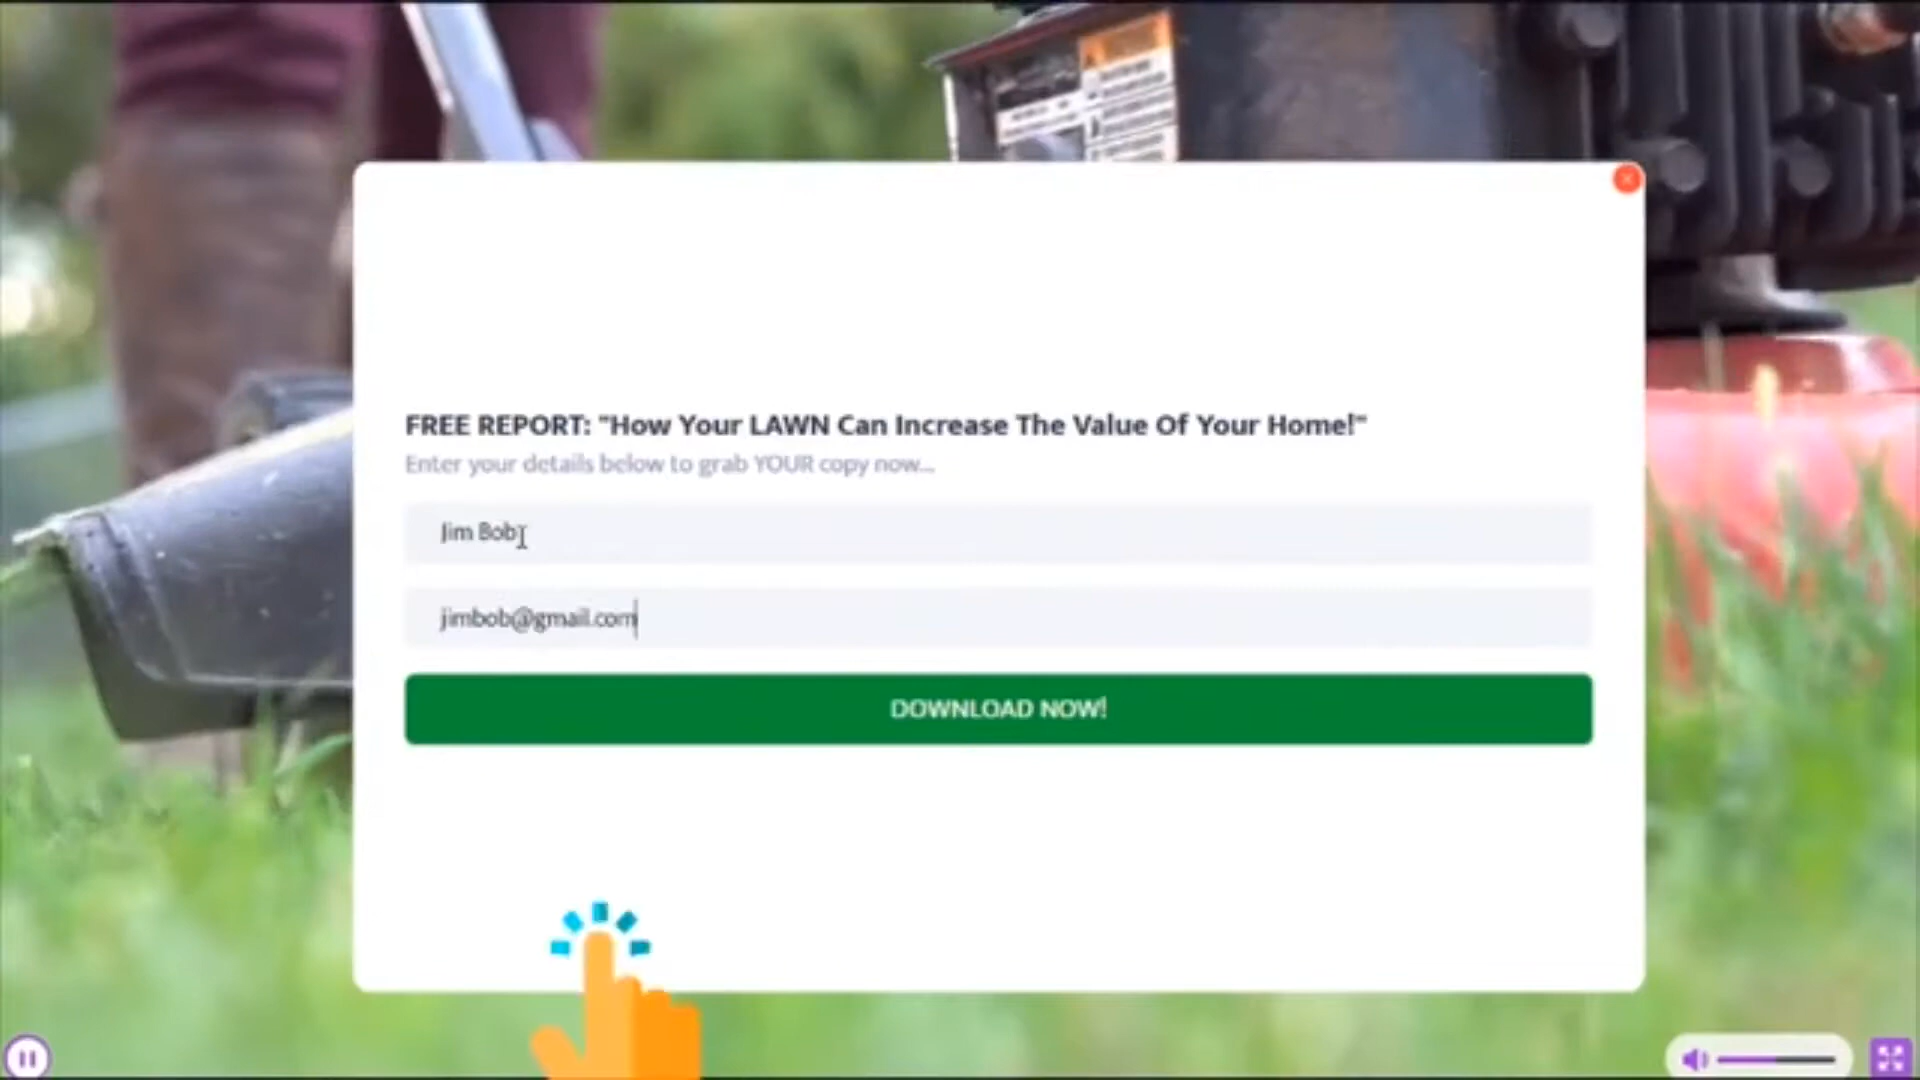 FREE REPORT: "How Your LAWN Can Increase The Value Of Your Home!"
Enter your details below to grab YOUR copy now...
Jim Bob
jimbob@gmail.com
DOWNLOAD NOW!